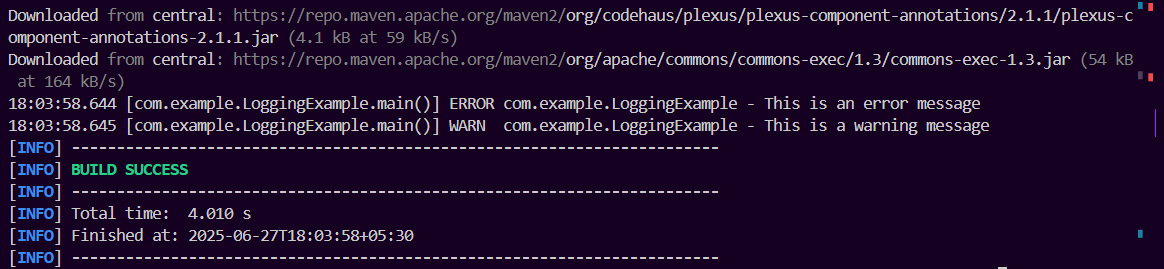 Downloaded from central: https://repo.maven.apache.org/maven2/org/codehaus/plexus/plexus-component-annotations/2.1.1/plexus-c
omponent-annotations-2.1.1.jar (4.1 kB at 59 kB/s)
Downloaded from central: https://repo.maven.apache.org/maven2/org/apache/commons/commons-exec/1.3/commons-exec-1.3.jar (54 kB
 at 164 kB/s)
18:03:58.644 [com.example.LoggingExample.main()] ERROR com.example.LoggingExample - This is an error message
18:03:58.645 [com.example.LoggingExample.main()] WARN  com.example.LoggingExample - This is a warning message
[INFO] ------------------------------------------------------------------------
[INFO] BUILD SUCCESS
[INFO] ------------------------------------------------------------------------
[INFO] Total time:  4.010 s
[INFO] Finished at: 2025-06-27T18:03:58+05:30
[INFO] ------------------------------------------------------------------------